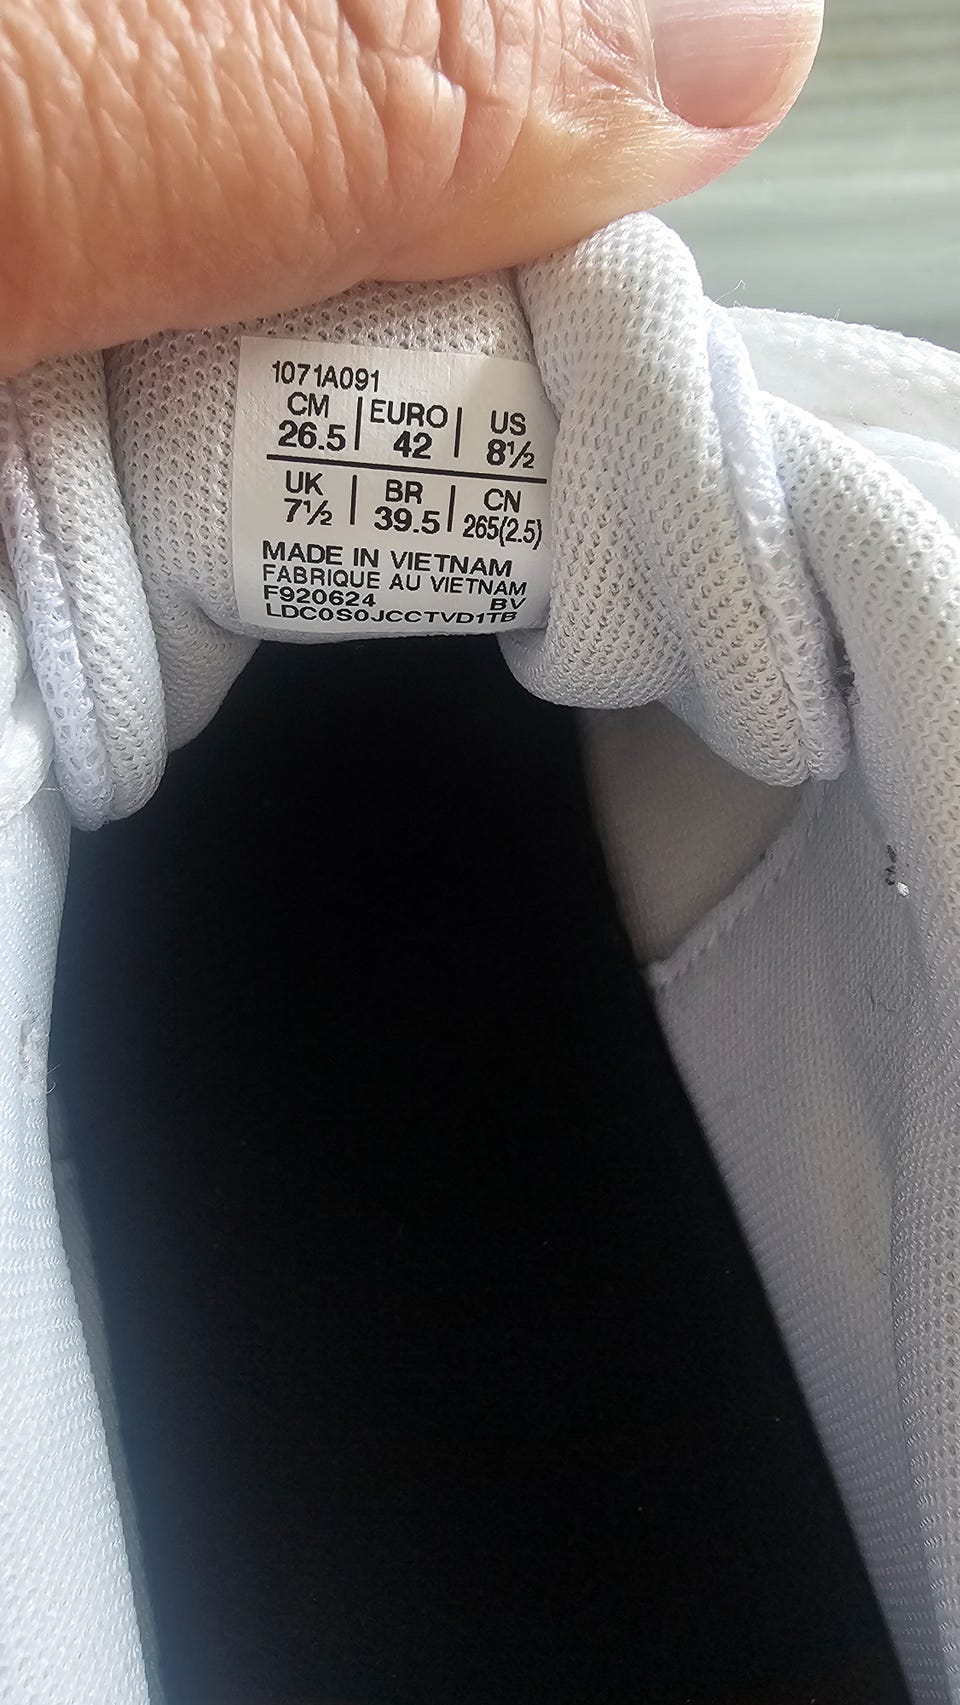 1071A091
CM | EURO | US
26.5 | 42 | 8½
UK | BR | CN
7½ | 39.5 | 265(2.5)
MADE IN VIETNAM
FABRIQUE AU VIETNAM
F920624 BV
LDC0S0JCCTVD1TB